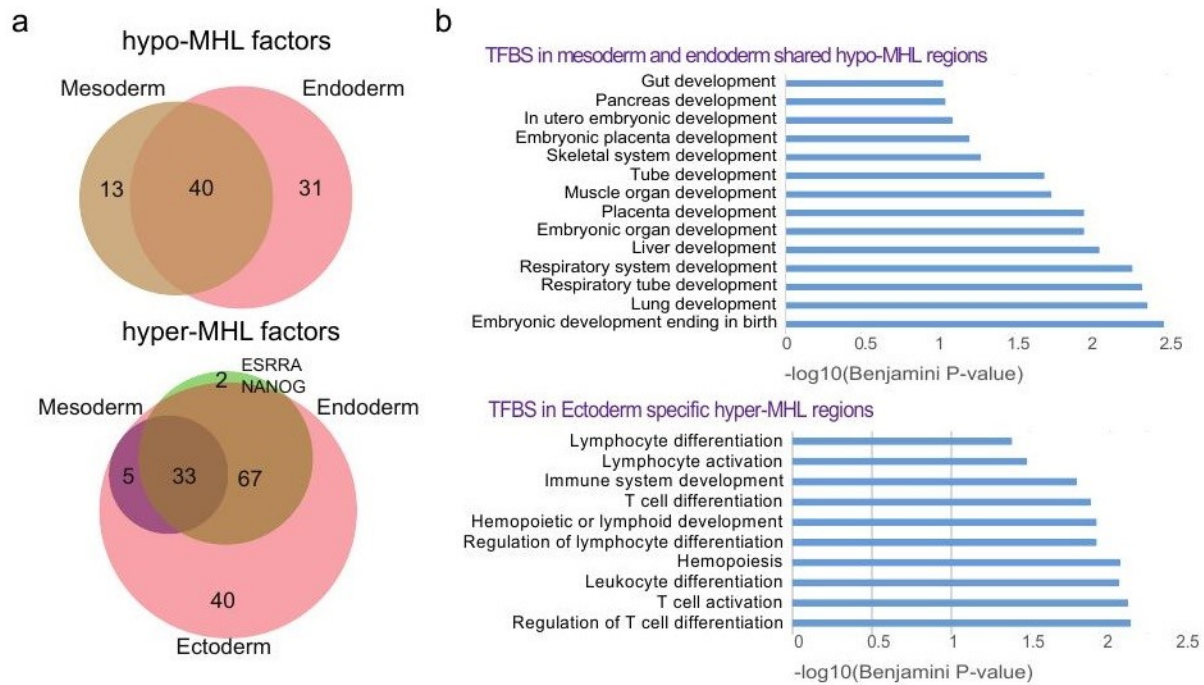 a
hypo-MHL factors
Mesoderm
Endoderm
13
40
31
hyper-MHL factors
2
ESRRA
NANOG
Mesoderm
Endoderm
5
33
67
40
Ectoderm
b
TFBS in mesoderm and endoderm shared hypo-MHL regions
Gut development
Pancreas development
In utero embryonic development
Embryonic placenta development
Skeletal system development
Tube development
Muscle organ development
Placenta development
Embryonic organ development
Liver development
Respiratory system development
Respiratory tube development
Lung development
Embryonic development ending in birth
0 0.5 1 1.5 2 2.5
-log10(Benjamini P-value)
TFBS in Ectoderm specific hyper-MHL regions
Lymphocyte differentiation
Lymphocyte activation
Immune system development
T cell differentiation
Hemopoietic or lymphoid development
Regulation of lymphocyte differentiation
Hemopoiesis
Leukocyte differentiation
T cell activation
Regulation of T cell differentiation
0 0.5 1 1.5 2 2.5
-log10(Benjamini P-value)